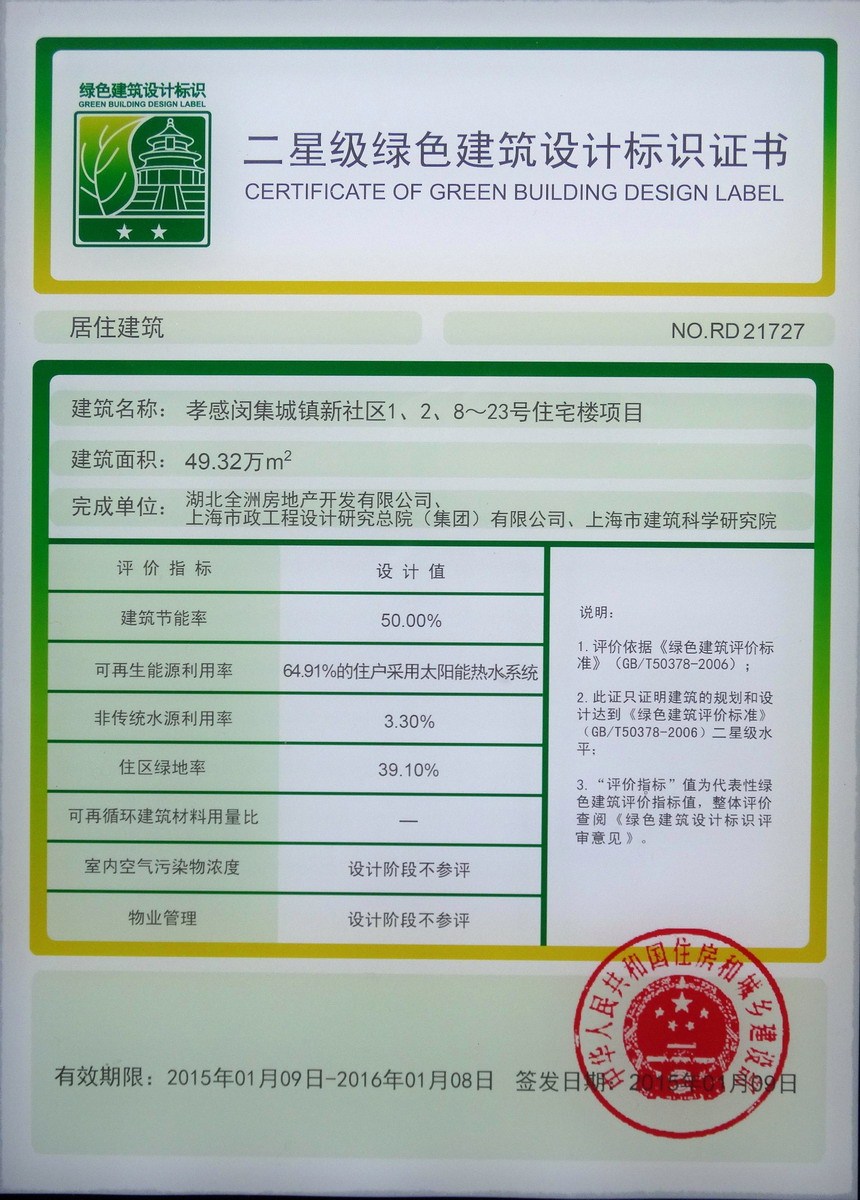 绿色建筑设计标识
GREEN BUILDING DESIGN LABEL
二星级绿色建筑设计标识证书
CERTIFICATE OF GREEN BUILDING DESIGN LABEL
居住建筑
NO.RD21727
建筑名称：孝感闵集城镇新社区1、2、8～23号住宅楼项目
建筑面积：49.32万m²
完成单位：湖北全洲房地产开发有限公司、
上海市政工程设计研究总院（集团）有限公司、上海市建筑科学研究院
评价指标 设计值
建筑节能率 50.00%
可再生能源利用率 64.91%的住户采用太阳能热水系统
非传统水源利用率 3.30%
住区绿地率 39.10%
可再循环建筑材料用量比 —
室内空气污染物浓度 设计阶段不参评
物业管理 设计阶段不参评
说明：
1.评价依据《绿色建筑评价标
准》（GB/T50378-2006）；
2.此证只证明建筑的规划和设
计达到《绿色建筑评价标准》
（GB/T50378-2006）二星级水
平；
3.“评价指标”值为代表性绿
色建筑评价指标值，整体评价
查阅《绿色建筑设计标识评
审意见》。
中华人民共和国住房和城乡建设部
有效期限：2015年01月09日-2016年01月08日 签发日期：2015年01月09日